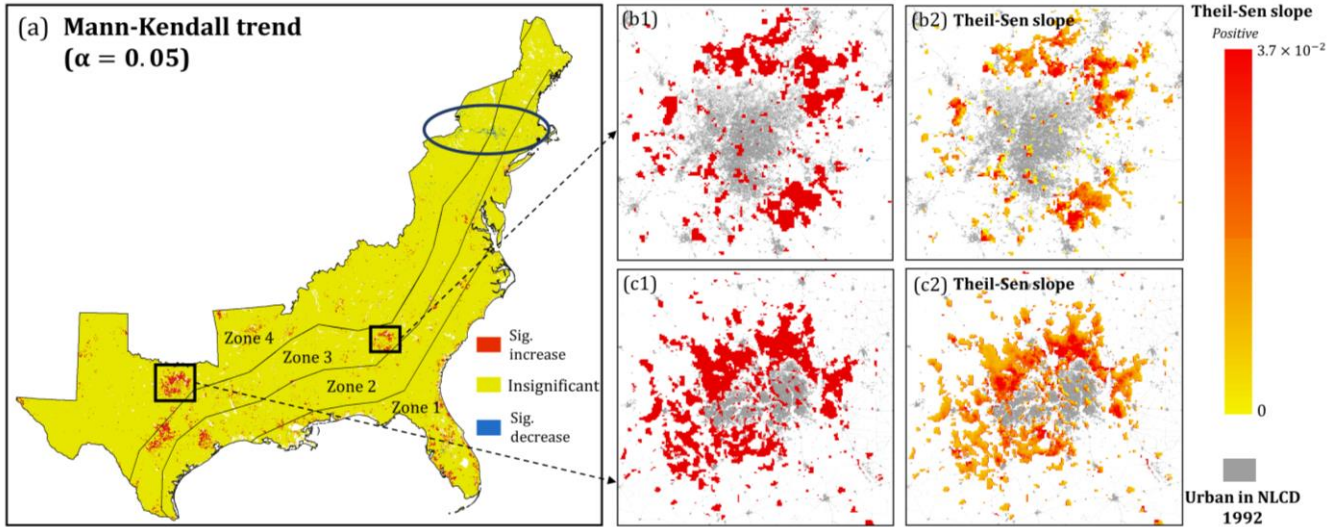 (a) Mann-Kendall trend
(α = 0.05)
Zone 4
Zone 3
Zone 2
Zone 1
Sig.
increase
Insignificant
Sig.
decrease
(b1)
(b2) Theil-Sen slope
(c1)
(c2) Theil-Sen slope
Theil-Sen slope
Positive
3.7 × 10⁻²
0
Urban in NLCD
1992